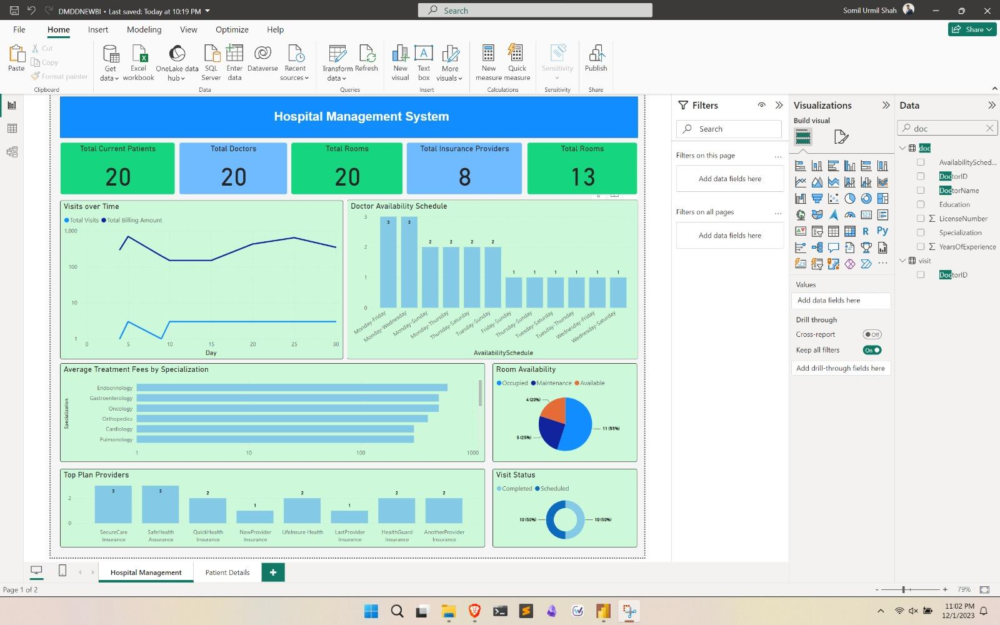 DMDDNEWBI • Last saved: Today at 10:19 PM
Search
Somil Urmil Shah
File
Home
Insert
Modeling
View
Optimize
Help
Share
Paste
Cut
Copy
Format painter
Clipboard
Get data
Excel workbook
OneLake data hub
SQL Server
Enter data
Dataverse
Recent sources
Data
Transform data
Refresh
Queries
New visual
Text box
More visuals
Insert
New measure
Quick measure
Calculations
Sensitivity
Sensitivity
Publish
Share
Hospital Management System
Total Current Patients
20
Total Doctors
20
Total Rooms
20
Total Insurance Providers
8
Total Rooms
13
Visits over Time
Total Visits
Total Billing Amount
1,000
100
10
1
0 5 10 15 20 25 30
Day
Doctor Availability Schedule
3
2
1
0
3 3 2 2 2 2 1 1 1 1 1 1
Monday-Friday
Monday-Wednesday
Monday-Sunday
Monday-Thursday
Thursday-Saturday
Tuesday-Sunday
Friday-Sunday
Thursday-Sunday
Tuesday-Saturday
Tuesday-Thursday
Wednesday-Friday
Wednesday-Saturday
AvailabilitySchedule
Average Treatment Fees by Specialization
Specialization
Endocrinology
Gastroenterology
Oncology
Orthopedics
Cardiology
Pulmonology
1 10 100 1000
Room Availability
Occupied
Maintenance
Available
4 (20%)
5 (25%)
11 (55%)
Top Plan Providers
2
0
3 3 2 1 2 1 2 2
SecureCare Insurance
SafeHealth Assurance
QuickHealth Insurance
NewProvider Insurance
LifeInsure Health
LastProvider Insurance
HealthGuard Insurance
AnotherProvider Insurance
Visit Status
Completed
Scheduled
10 (50%)
10 (50%)
Filters
Search
Filters on this page
...
Add data fields here
Filters on all pages
...
Add data fields here
Visualizations
Build visual
123
R
Py
123
...
Values
Add data fields here
Drill through
Cross-report
Off
Keep all filters
On
Add drill-through fields here
Data
doc
doc
AvailabilitySched...
DoctorID
DoctorName
Education
LicenseNumber
Specialization
YearsOfExperience
visit
DoctorID
Hospital Management
Patient Details
+
Page 1 of 2
- + 79%
11:02 PM
12/1/2023